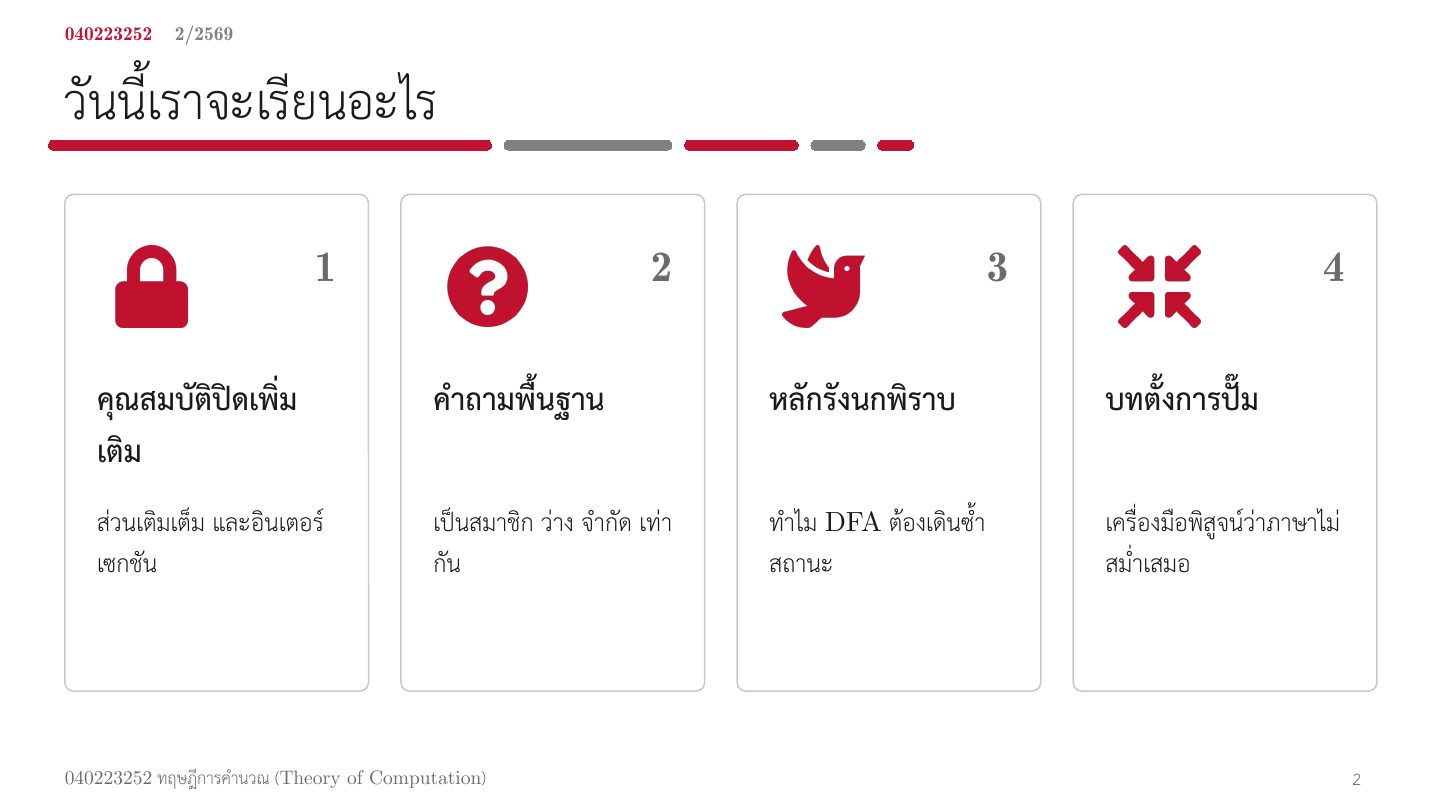 040223252 2/2569
วันนี้เราจะเรียนอะไร
1
คุณสมบัติปิดเพิ่ม
เติม
ส่วนเติมเต็ม และอินเตอร์
เซกชัน
2
คำถามพื้นฐาน
เป็นสมาชิก ว่าง จำกัด เท่า
กัน
3
หลักรังนกพิราบ
ทำไม DFA ต้องเดินซ้ำ
สถานะ
4
บทตั้งการปั๊ม
เครื่องมือพิสูจน์ว่าภาษาไม่
สม่ำเสมอ
040223252 ทฤษฎีการคำนวณ (Theory of Computation)
2